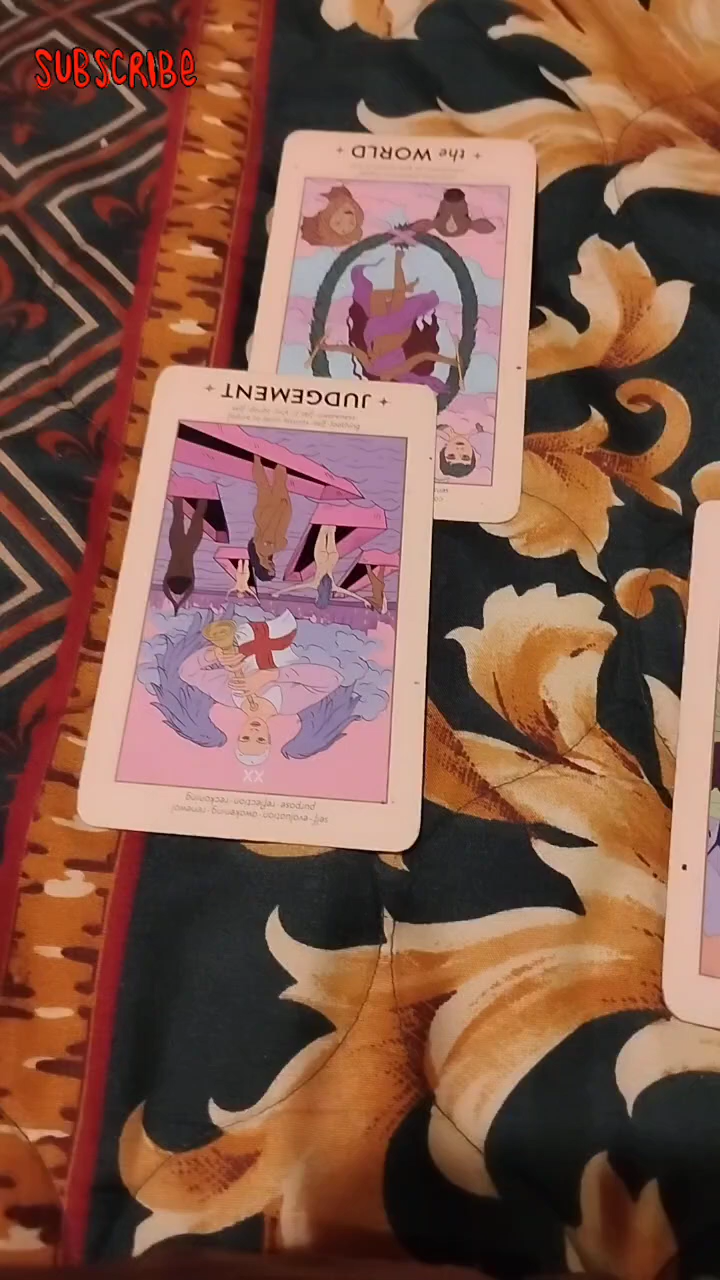 SUBSCRIBE
✦ the WORLD ✦
✦ JUDGEMENT ✦
XX
purpose-reflection-reckoning
self-evaluation-awakening-renewal